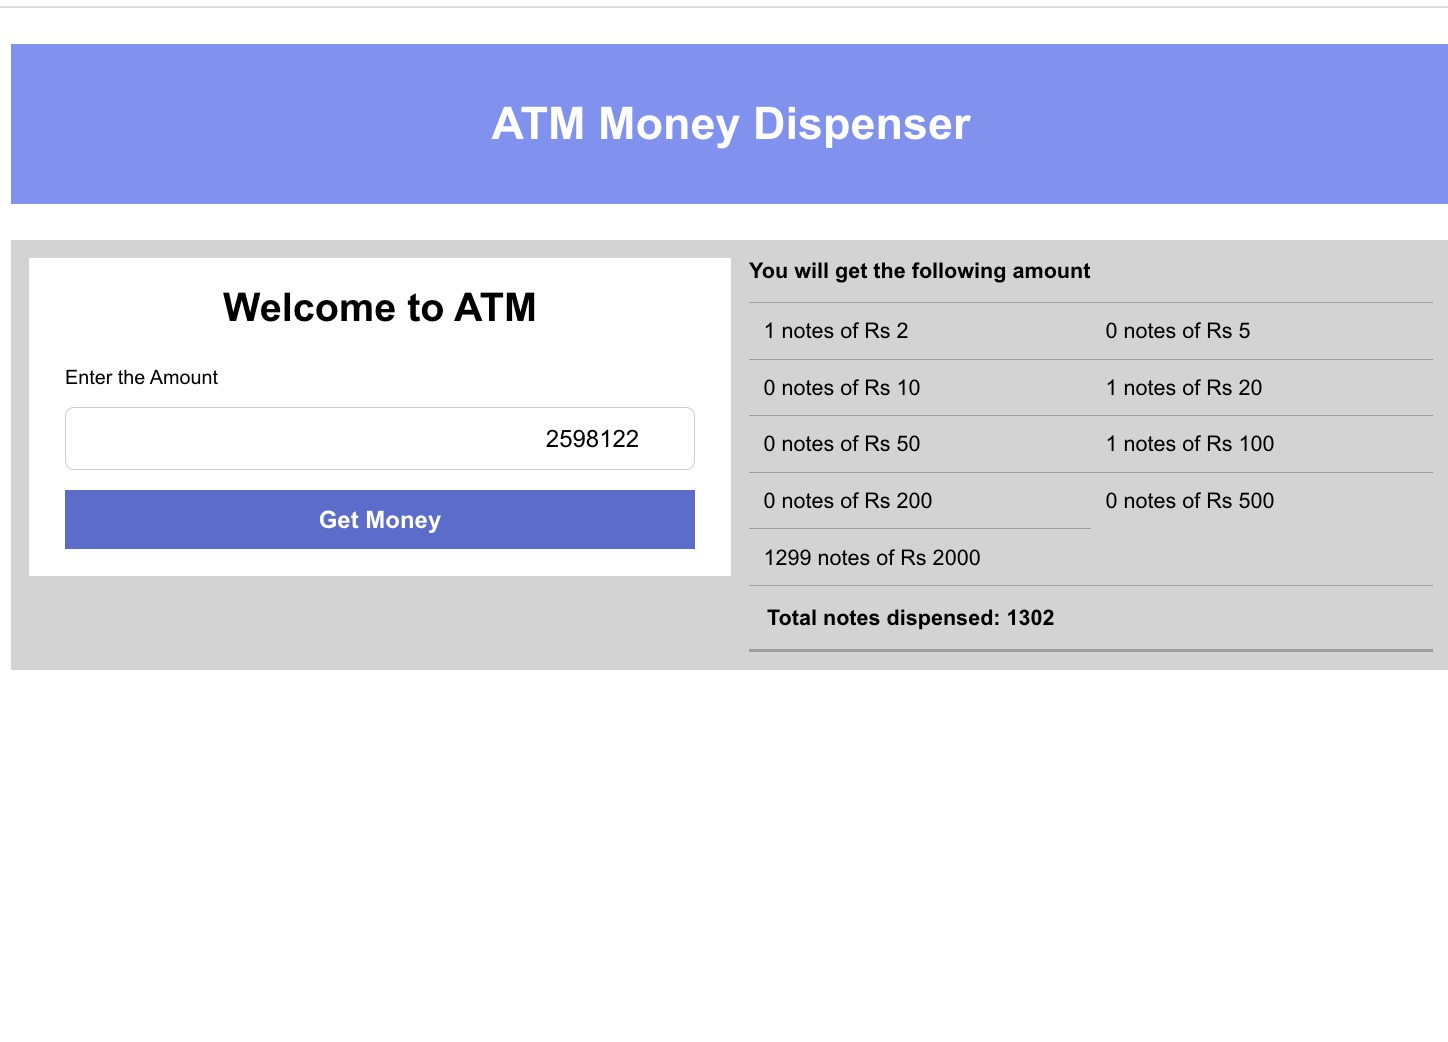 ATM Money Dispenser
Welcome to ATM
Enter the Amount
2598122
Get Money
You will get the following amount
1 notes of Rs 2 0 notes of Rs 5
0 notes of Rs 10 1 notes of Rs 20
0 notes of Rs 50 1 notes of Rs 100
0 notes of Rs 200 0 notes of Rs 500
1299 notes of Rs 2000
Total notes dispensed: 1302